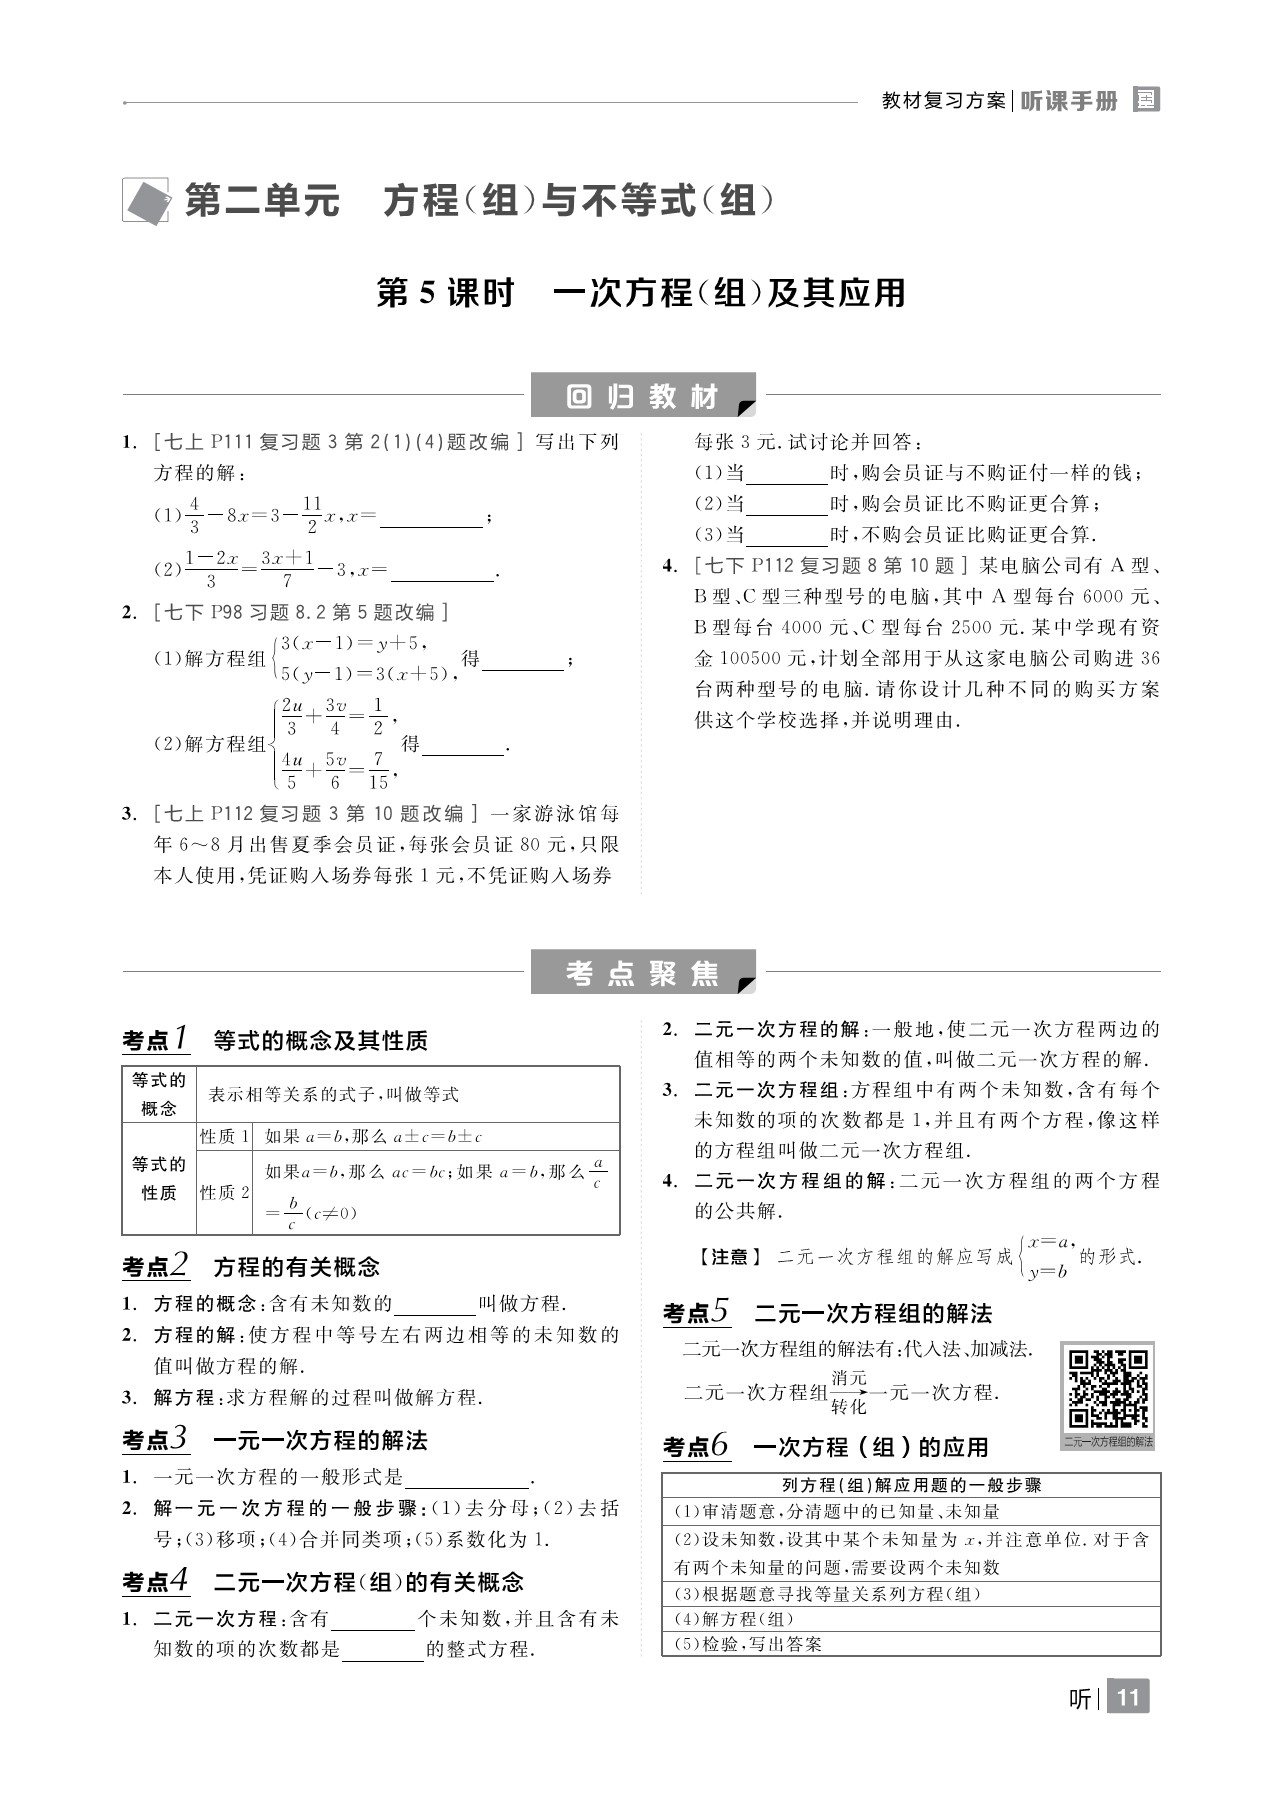 教材复习方案 听课手册
第二单元 方程(组)与不等式(组)
第 5 课时 一次方程(组)及其应用
回归教材
1. [七上 P111 复习题 3 第 2(1)(4)题改编] 写出下列
方程的解:
(1)4/3-8x=3-11/2x,x=________;
(2)(1-2x)/3=(3x+1)/7-3,x=________.
2. [七下 P98 习题 8.2 第 5 题改编]
(1)解方程组{3(x-1)=y+5, 5(y-1)=3(x+5), 得________;
(2)解方程组{2u/3+3v/4=1/2, 4u/5+5v/6=7/15, 得________.
3. [七上 P112 复习题 3 第 10 题改编] 一家游泳馆每
年 6~8 月出售夏季会员证,每张会员证 80 元,只限
本人使用,凭证购入场券每张 1 元,不凭证购入场券
每张 3 元.试讨论并回答:
(1)当________时,购会员证与不购证付一样的钱;
(2)当________时,购会员证比不购证更合算;
(3)当________时,不购会员证比购证更合算.
4. [七下 P112 复习题 8 第 10 题] 某电脑公司有 A 型、
B 型、C 型三种型号的电脑,其中 A 型每台 6000 元、
B 型每台 4000 元、C 型每台 2500 元.某中学现有资
金 100500 元,计划全部用于从这家电脑公司购进 36
台两种型号的电脑.请你设计几种不同的购买方案
供这个学校选择,并说明理由.
考点聚焦
考点1 等式的概念及其性质
等式的概念 表示相等关系的式子,叫做等式
等式的性质 性质 1 如果 a=b,那么 a±c=b±c
性质 2 如果a=b,那么 ac=bc;如果 a=b,那么a/c
=b/c(c≠0)
考点2 方程的有关概念
1. 方程的概念:含有未知数的________叫做方程.
2. 方程的解:使方程中等号左右两边相等的未知数的
值叫做方程的解.
3. 解方程:求方程解的过程叫做解方程.
考点3 一元一次方程的解法
1. 一元一次方程的一般形式是____________.
2. 解一元一次方程的一般步骤:(1)去分母;(2)去括
号;(3)移项;(4)合并同类项;(5)系数化为 1.
考点4 二元一次方程(组)的有关概念
1. 二元一次方程:含有________个未知数,并且含有未
知数的项的次数都是________的整式方程.
2. 二元一次方程的解:一般地,使二元一次方程两边的
值相等的两个未知数的值,叫做二元一次方程的解.
3. 二元一次方程组:方程组中有两个未知数,含有每个
未知数的项的次数都是 1,并且有两个方程,像这样
的方程组叫做二元一次方程组.
4. 二元一次方程组的解:二元一次方程组的两个方程
的公共解.
【注意】 二元一次方程组的解应写成{x=a, y=b 的形式.
考点5 二元一次方程组的解法
二元一次方程组的解法有:代入法、加减法.
二元一次方程组 消元→转化 一元一次方程.
二元一次方程组的解法
考点6 一次方程(组)的应用
列方程(组)解应用题的一般步骤
(1)审清题意,分清题中的已知量、未知量
(2)设未知数,设其中某个未知量为 x,并注意单位.对于含
有两个未知量的问题,需要设两个未知数
(3)根据题意寻找等量关系列方程(组)
(4)解方程(组)
(5)检验,写出答案
听 11